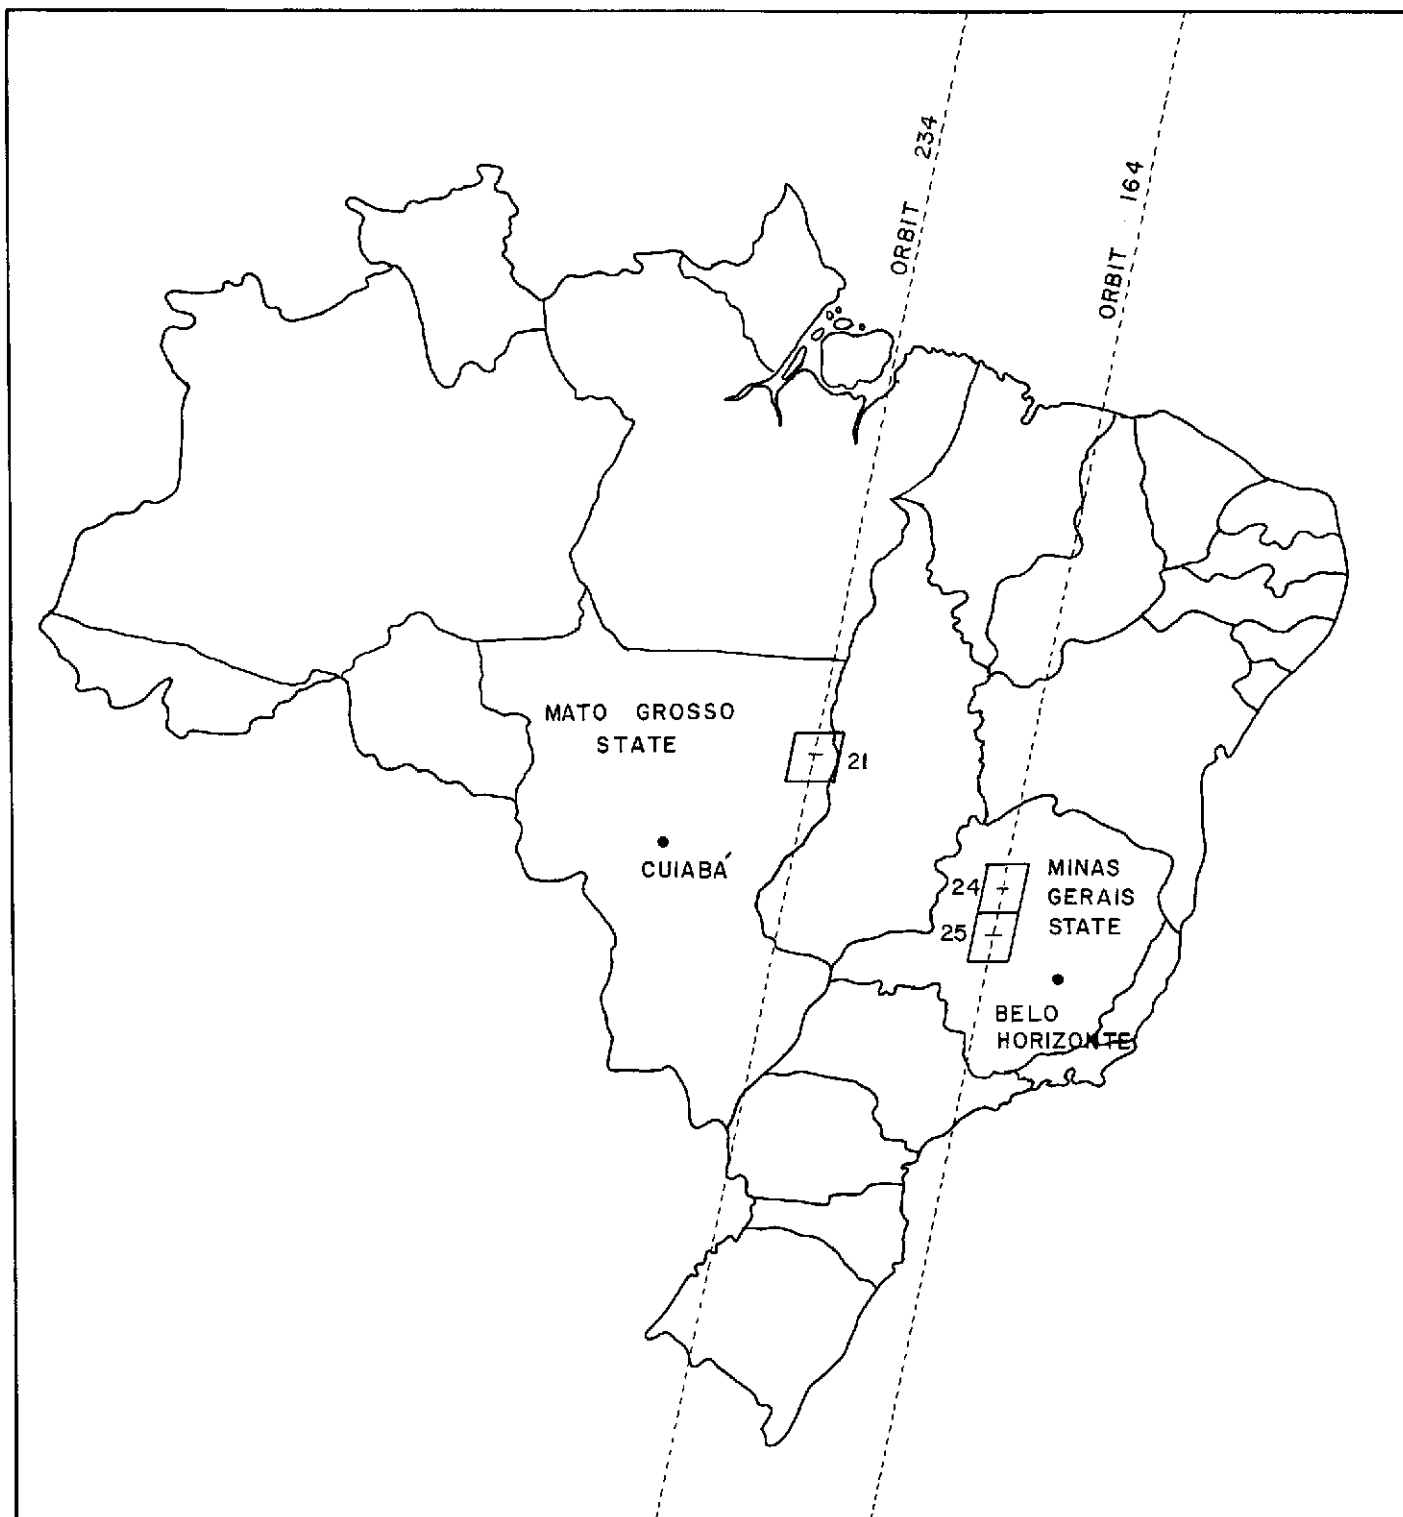 ORBIT 234
ORBIT 164
MATO GROSSO
STATE
21
CUIABÁ
24
MINAS
GERAIS
STATE
25
BELO
HORIZONTE